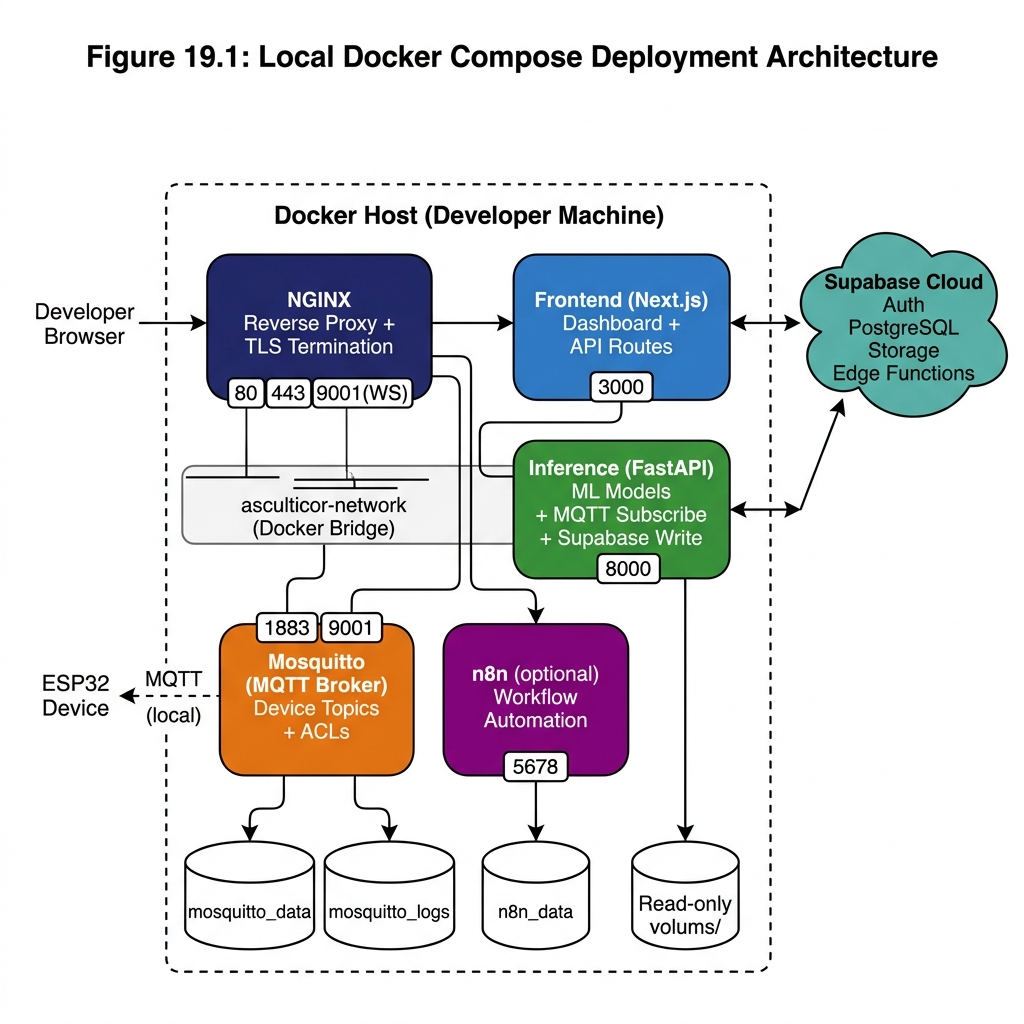 Figure 19.1: Local Docker Compose Deployment Architecture
Docker Host (Developer Machine)
Developer
Browser
NGINX
Reverse Proxy +
TLS Termination
80
443
9001(WS)
Frontend (Next.js)
Dashboard +
API Routes
3000
Supabase Cloud
Auth
PostgreSQL
Storage
Edge Functions
asculticor-network
(Docker Bridge)
Inference (FastAPI)
ML Models
+ MQTT Subscribe
+ Supabase Write
8000
1883
9001
Mosquitto
(MQTT Broker)
Device Topics
+ ACLs
ESP32
Device
MQTT
(local)
n8n (optional)
Workflow
Automation
5678
mosquitto_data
mosquitto_logs
n8n_data
Read-only
volums/